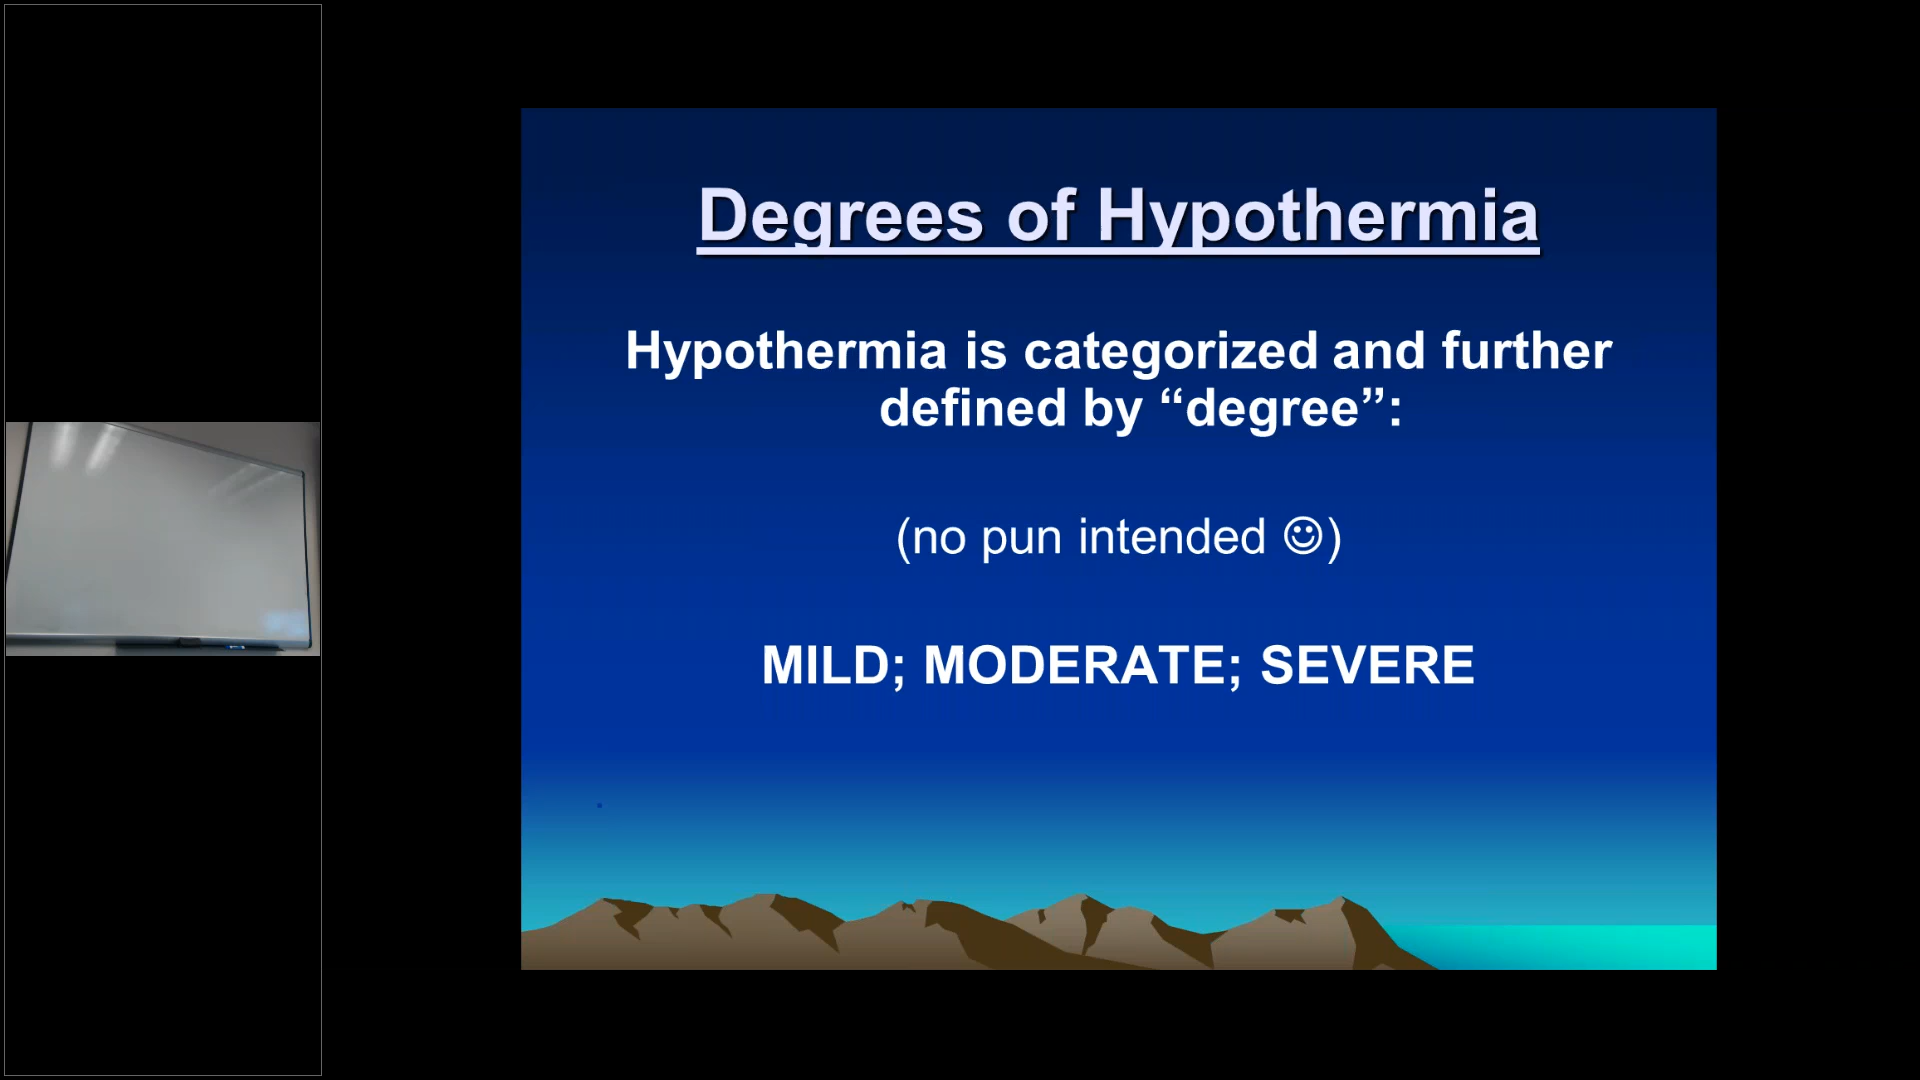 Degrees of Hypothermia
Hypothermia is categorized and further
defined by “degree”:
(no pun intended ☺)
MILD; MODERATE; SEVERE